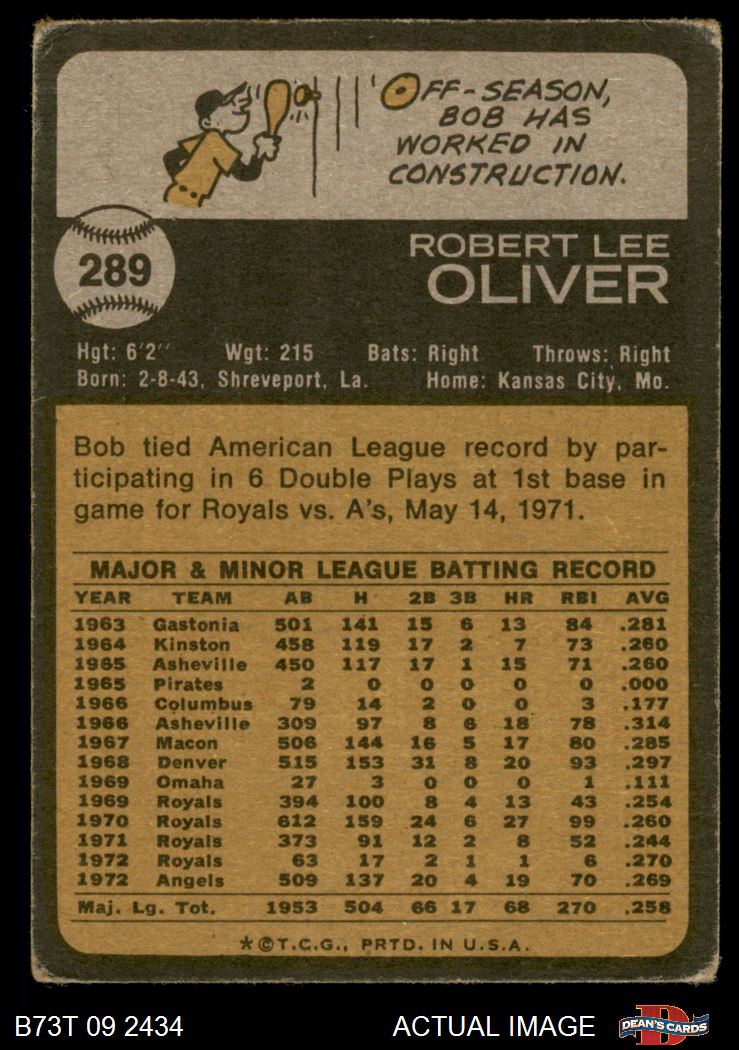 OFF-SEASON,
BOB HAS
WORKED IN
CONSTRUCTION.
289
ROBERT LEE
OLIVER
Hgt: 6'2" Wgt: 215 Bats: Right Throws: Right
Born: 2-8-43, Shreveport, La. Home: Kansas City, Mo.
Bob tied American League record by par-
ticipating in 6 Double Plays at 1st base in
game for Royals vs. A's, May 14, 1971.
MAJOR & MINOR LEAGUE BATTING RECORD
YEAR TEAM AB H 2B 3B HR RBI AVG
1963 Gastonia 501 141 15 6 13 84 .281
1964 Kinston 458 119 17 2 7 73 .260
1965 Asheville 450 117 17 1 15 71 .260
1965 Pirates 2 0 0 0 0 0 .000
1966 Columbus 79 14 2 0 0 3 .177
1966 Asheville 309 97 8 6 18 78 .314
1967 Macon 506 144 16 5 17 80 .285
1968 Denver 515 153 31 8 20 93 .297
1969 Omaha 27 3 0 0 0 1 .111
1969 Royals 394 100 8 4 13 43 .254
1970 Royals 612 159 24 6 27 99 .260
1971 Royals 373 91 12 2 8 52 .244
1972 Royals 63 17 2 1 1 6 .270
1972 Angels 509 137 20 4 19 70 .269
Maj. Lg. Tot. 1953 504 66 17 68 270 .258
*©T.C.G., PRTD. IN U.S.A.
B73T 09 2434 ACTUAL IMAGE D DEAN'S CARDS